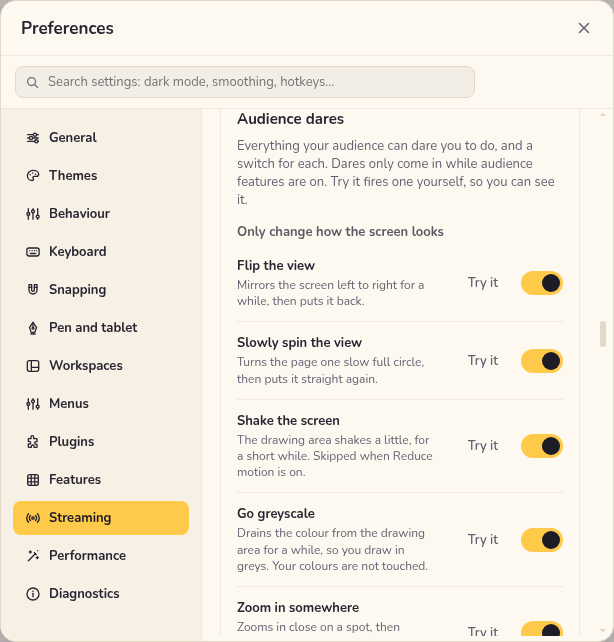 Preferences
Search settings: dark mode, smoothing, hotkeys...
General
Themes
Behaviour
Keyboard
Snapping
Pen and tablet
Workspaces
Menus
Plugins
Features
Streaming
Performance
Diagnostics
Audience dares
Everything your audience can dare you to do, and a
switch for each. Dares only come in while audience
features are on. Try it fires one yourself, so you can see
it.
Only change how the screen looks
Flip the view
Mirrors the screen left to right for a
while, then puts it back.
Try it
Slowly spin the view
Turns the page one slow full circle,
then puts it straight again.
Try it
Shake the screen
The drawing area shakes a little, for
a short while. Skipped when Reduce
motion is on.
Try it
Go greyscale
Drains the colour from the drawing
area for a while, so you draw in
greys. Your colours are not touched.
Try it
Zoom in somewhere
Zooms in close on a spot, then
Try it